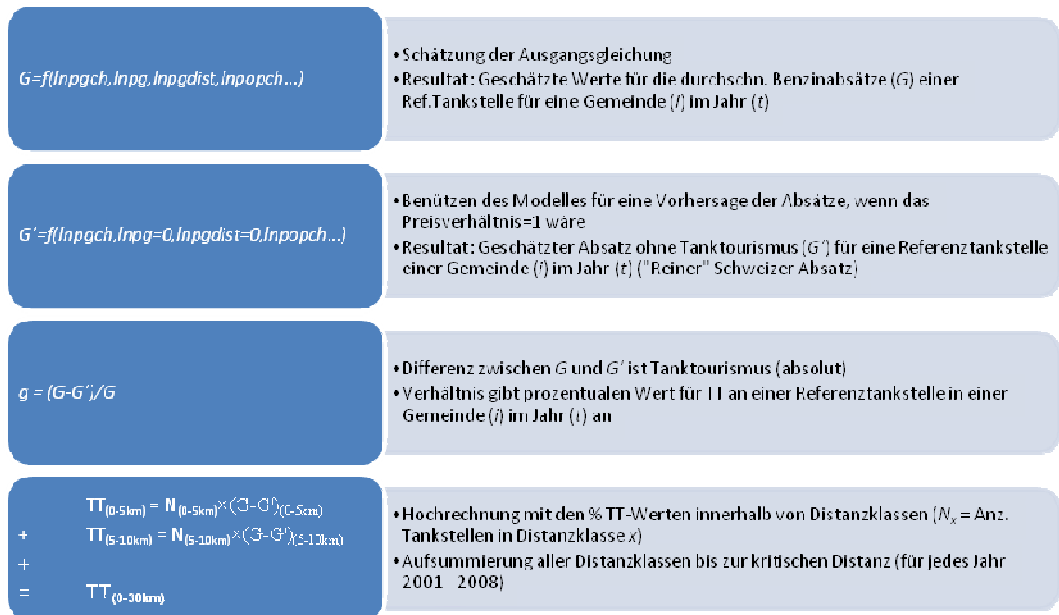 G=f(lnpgch,lnpg,lnpgdist,lnpopch...)
• Schätzung der Ausgangsgleichung
• Resultat: Geschätzte Werte für die durchschn. Benzinabsätze (G) einer
Ref.Tankstelle für eine Gemeinde (i) im Jahr (t)
G´=f(lnpgch,lnpg=0,lnpgdist=0,lnpopch...)
• Benützen des Modelles für eine Vorhersage der Absätze, wenn das
Preisverhältnis=1 wäre
• Resultat: Geschätzter Absatz ohne Tanktourismus (G´) für eine Referenztankstelle
einer Gemeinde (i) im Jahr (t) ("Reiner" Schweizer Absatz)
g = (G-G´)/G
• Differenz zwischen G und G´ ist Tanktourismus (absolut)
• Verhältnis gibt prozentualen Wert für TT an einer Referenztankstelle in einer
Gemeinde (i) im Jahr (t) an
TT(0-5km) = N(0-5km)×(G-G')(0-5km)
+ TT(5-10km) = N(5-10km)×(G-G')(5-10km)
+
= TT(0-30km)
• Hochrechnung mit den % TT-Werten innerhalb von Distanzklassen (Nx = Anz.
Tankstellen in Distanzklasse x)
• Aufsummierung aller Distanzklassen bis zur kritischen Distanz (für jedes Jahr
2001 - 2008)